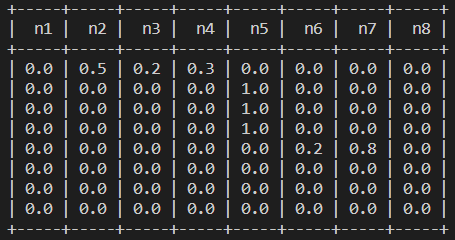 +-----+-----+-----+-----+-----+-----+-----+-----+
|  n1 |  n2 |  n3 |  n4 |  n5 |  n6 |  n7 |  n8 |
+-----+-----+-----+-----+-----+-----+-----+-----+
| 0.0 | 0.5 | 0.2 | 0.3 | 0.0 | 0.0 | 0.0 | 0.0 |
| 0.0 | 0.0 | 0.0 | 0.0 | 1.0 | 0.0 | 0.0 | 0.0 |
| 0.0 | 0.0 | 0.0 | 0.0 | 1.0 | 0.0 | 0.0 | 0.0 |
| 0.0 | 0.0 | 0.0 | 0.0 | 1.0 | 0.0 | 0.0 | 0.0 |
| 0.0 | 0.0 | 0.0 | 0.0 | 0.0 | 0.2 | 0.8 | 0.0 |
| 0.0 | 0.0 | 0.0 | 0.0 | 0.0 | 0.0 | 0.0 | 0.0 |
| 0.0 | 0.0 | 0.0 | 0.0 | 0.0 | 0.0 | 0.0 | 0.0 |
| 0.0 | 0.0 | 0.0 | 0.0 | 0.0 | 0.0 | 0.0 | 0.0 |
+-----+-----+-----+-----+-----+-----+-----+-----+